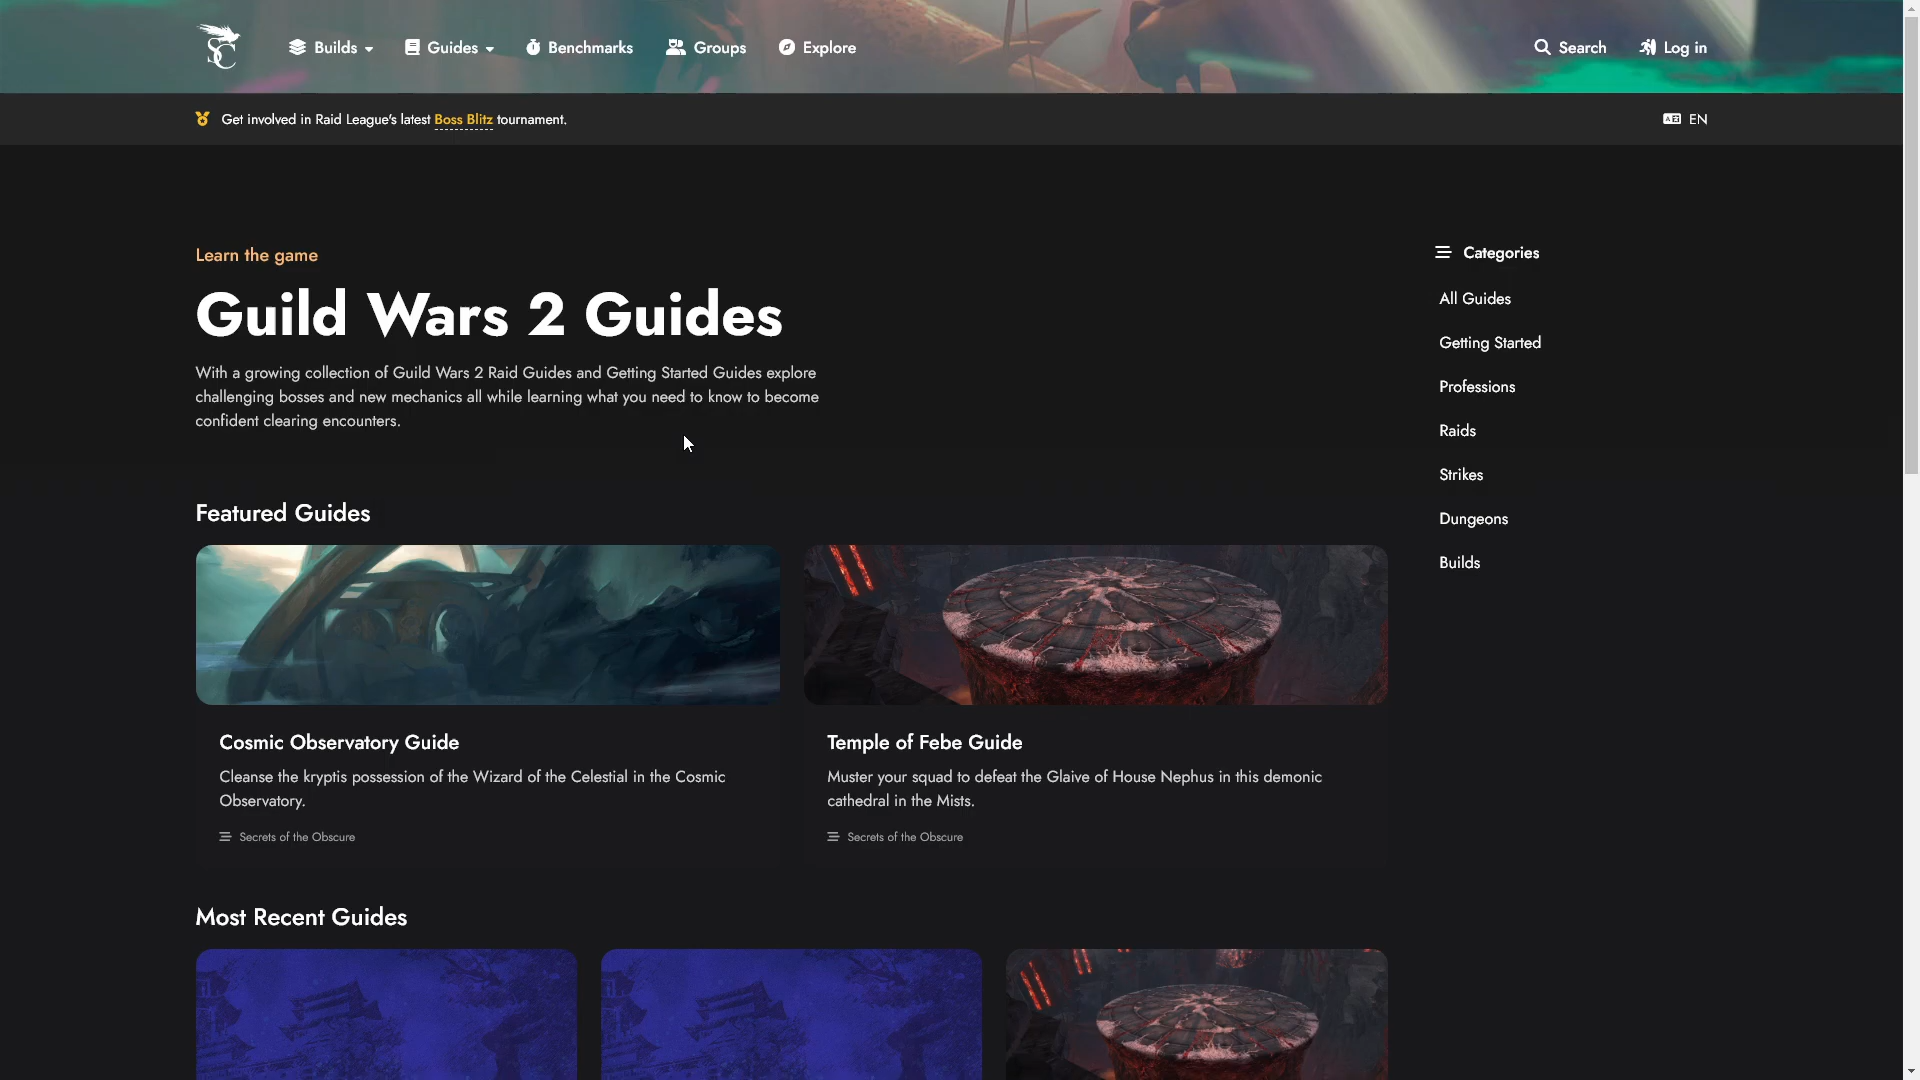 SC
Builds
Guides
Benchmarks
Groups
Explore
Search
Log in
Get involved in Raid League's latest Boss Blitz tournament.
EN
Learn the game
Guild Wars 2 Guides
With a growing collection of Guild Wars 2 Raid Guides and Getting Started Guides explore
challenging bosses and new mechanics all while learning what you need to know to become
confident clearing encounters.
Categories
All Guides
Getting Started
Professions
Raids
Strikes
Dungeons
Builds
Featured Guides
Cosmic Observatory Guide
Cleanse the kryptis possession of the Wizard of the Celestial in the Cosmic
Observatory.
Secrets of the Obscure
Temple of Febe Guide
Muster your squad to defeat the Glaive of House Nephus in this demonic
cathedral in the Mists.
Secrets of the Obscure
Most Recent Guides